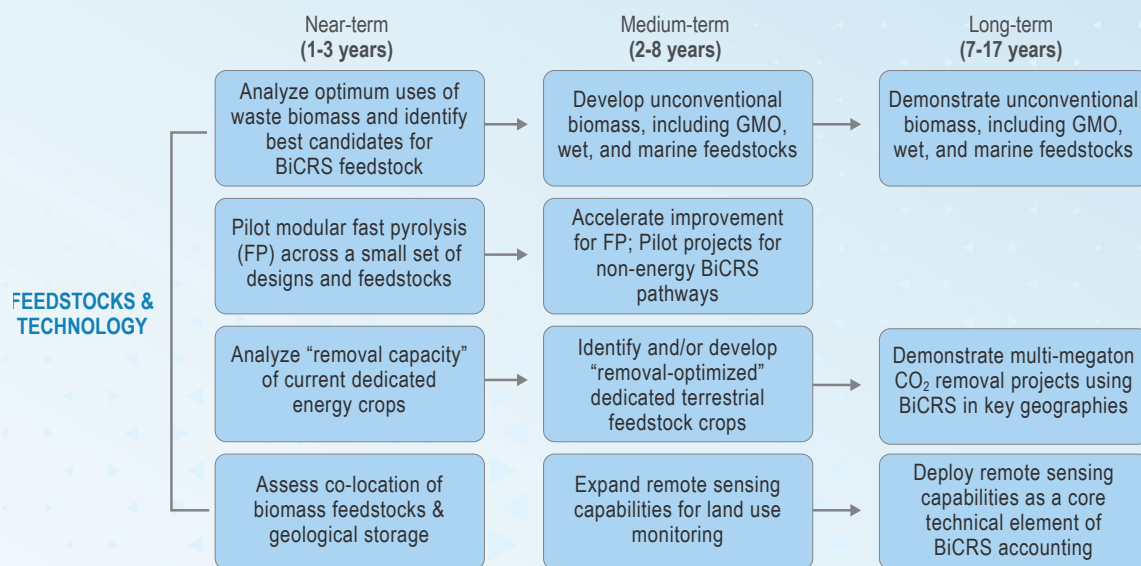 Near-term
(1-3 years)
Medium-term
(2-8 years)
Long-term
(7-17 years)
FEEDSTOCKS &
TECHNOLOGY
Analyze optimum uses of
waste biomass and identify
best candidates for
BiCRS feedstock
Develop unconventional
biomass, including GMO,
wet, and marine feedstocks
Demonstrate unconventional
biomass, including GMO,
wet, and marine feedstocks
Pilot modular fast pyrolysis
(FP) across a small set of
designs and feedstocks
Accelerate improvement
for FP; Pilot projects for
non-energy BiCRS
pathways
Analyze “removal capacity”
of current dedicated
energy crops
Identify and/or develop
“removal-optimized”
dedicated terrestrial
feedstock crops
Demonstrate multi-megaton
CO₂ removal projects using
BiCRS in key geographies
Assess co-location of
biomass feedstocks &
geological storage
Expand remote sensing
capabilities for land use
monitoring
Deploy remote sensing
capabilities as a core
technical element of
BiCRS accounting